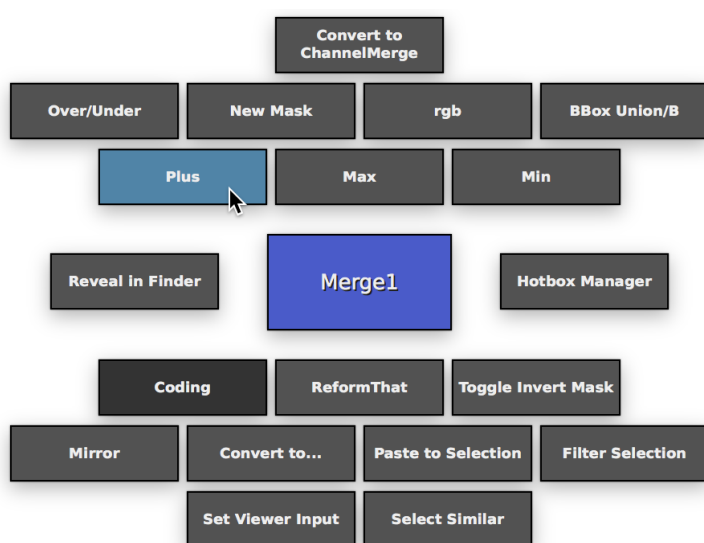 Convert to
ChannelMerge
Over/Under
New Mask
rgb
BBox Union/B
Plus
Max
Min
Reveal in Finder
Merge1
Hotbox Manager
Coding
ReformThat
Toggle Invert Mask
Mirror
Convert to...
Paste to Selection
Filter Selection
Set Viewer Input
Select Similar